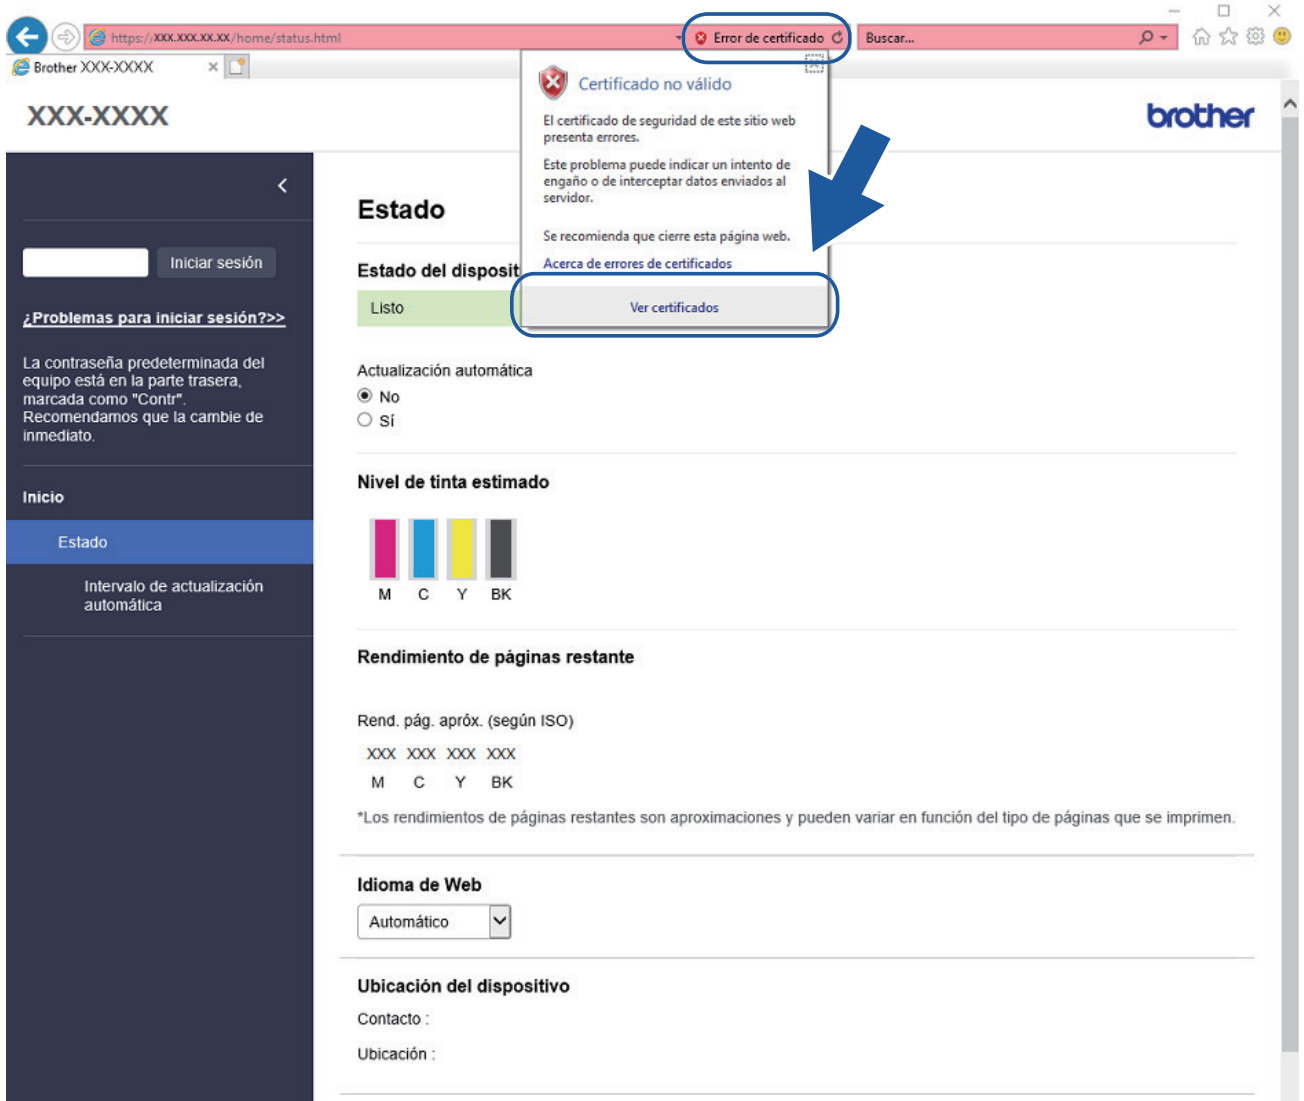 https://XXX.XXX.XX.XX/home/status.html
Error de certificado
Buscar...
Brother XXX-XXXX
XXX-XXXX
brother
Certificado no válido
El certificado de seguridad de este sitio web
presenta errores.
Este problema puede indicar un intento de
engaño o de interceptar datos enviados al
servidor.
Se recomienda que cierre esta página web.
Acerca de errores de certificados
Ver certificados
Iniciar sesión
¿Problemas para iniciar sesión?>>
La contraseña predeterminada del
equipo está en la parte trasera,
marcada como "Contr".
Recomendamos que la cambie de
inmediato.
Inicio
Estado
Intervalo de actualización
automática
Estado
Estado del disposit
Listo
Actualización automática
No
Sí
Nivel de tinta estimado
M C Y BK
Rendimiento de páginas restante
Rend. pág. apróx. (según ISO)
XXX XXX XXX XXX
M C Y BK
*Los rendimientos de páginas restantes son aproximaciones y pueden variar en función del tipo de páginas que se imprimen.
Idioma de Web
Automático
Ubicación del dispositivo
Contacto :
Ubicación :